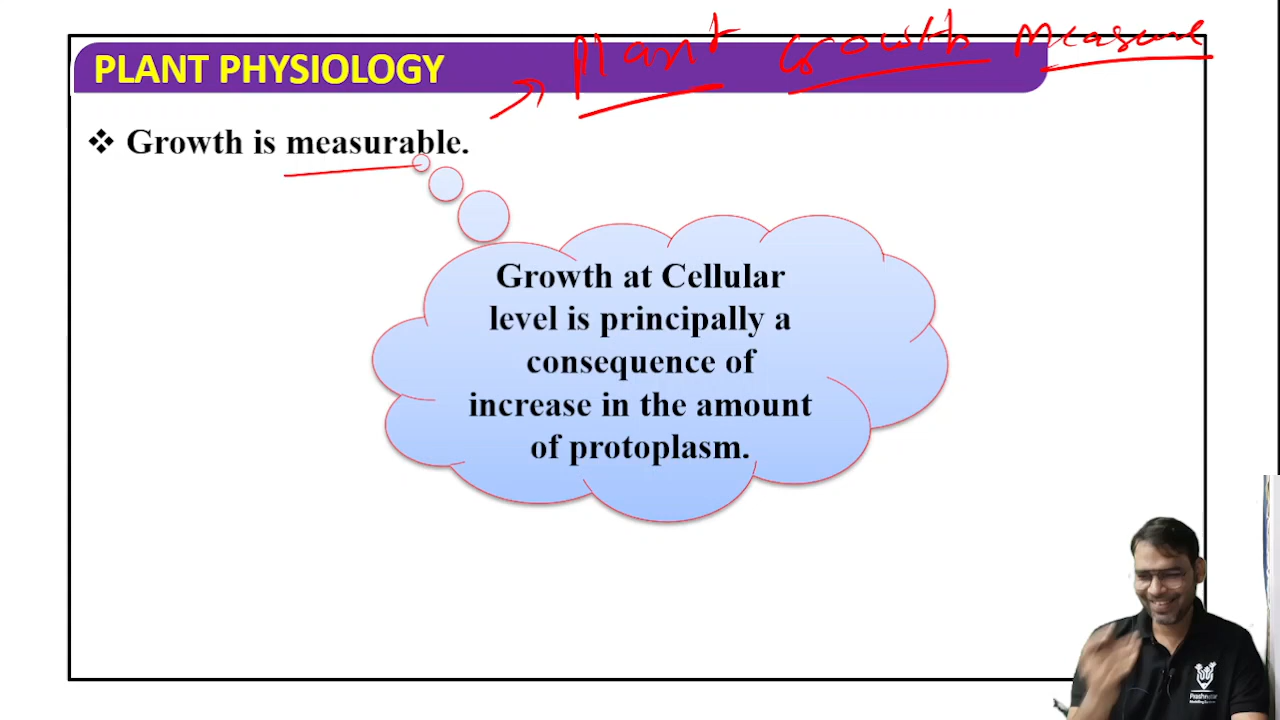 Plant Growth Measure
PLANT PHYSIOLOGY
❖ Growth is measurable.
Growth at Cellular
level is principally a
consequence of
increase in the amount
of protoplasm.